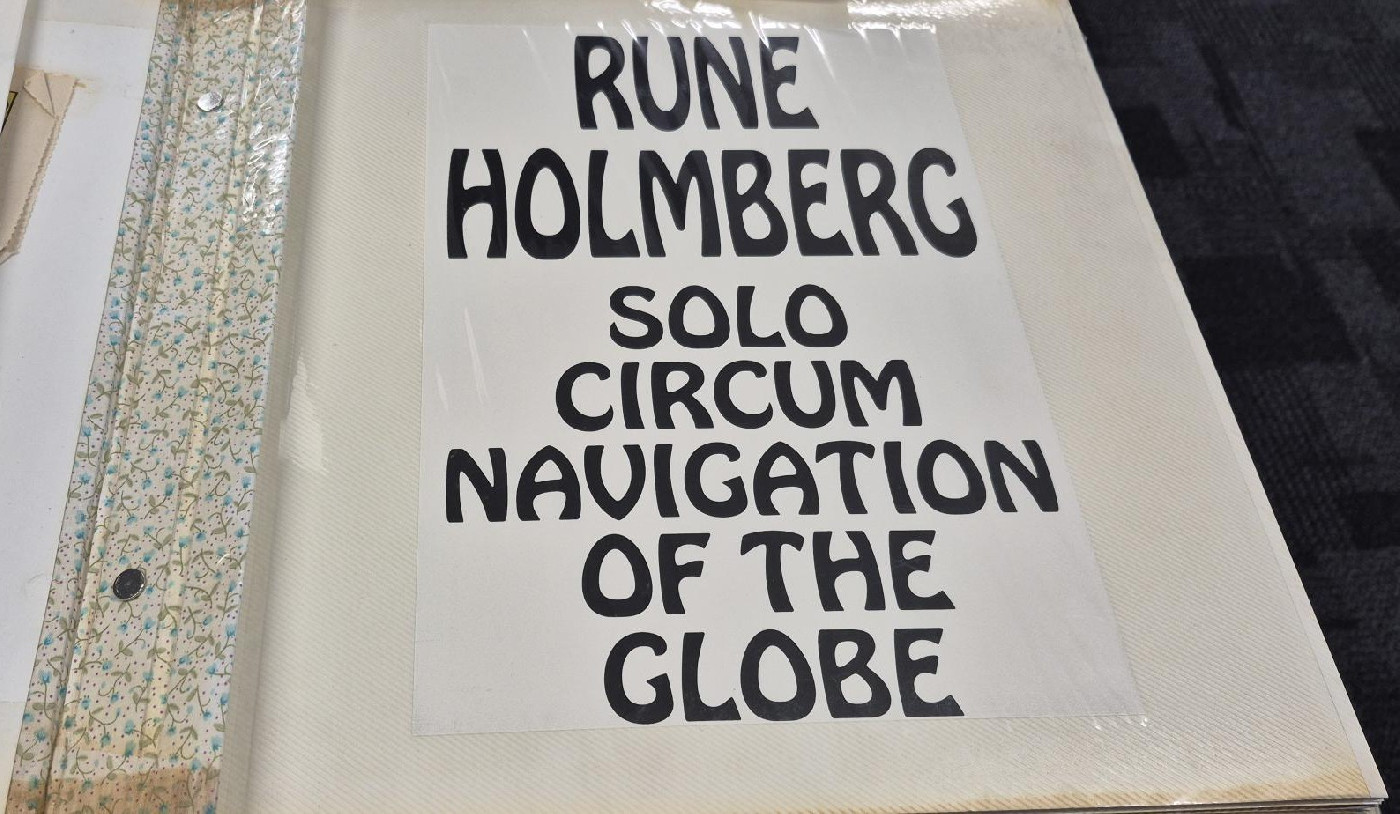 RUNE
HOLMBERG
SOLO
CIRCUM
NAVIGATION
OF THE
GLOBE